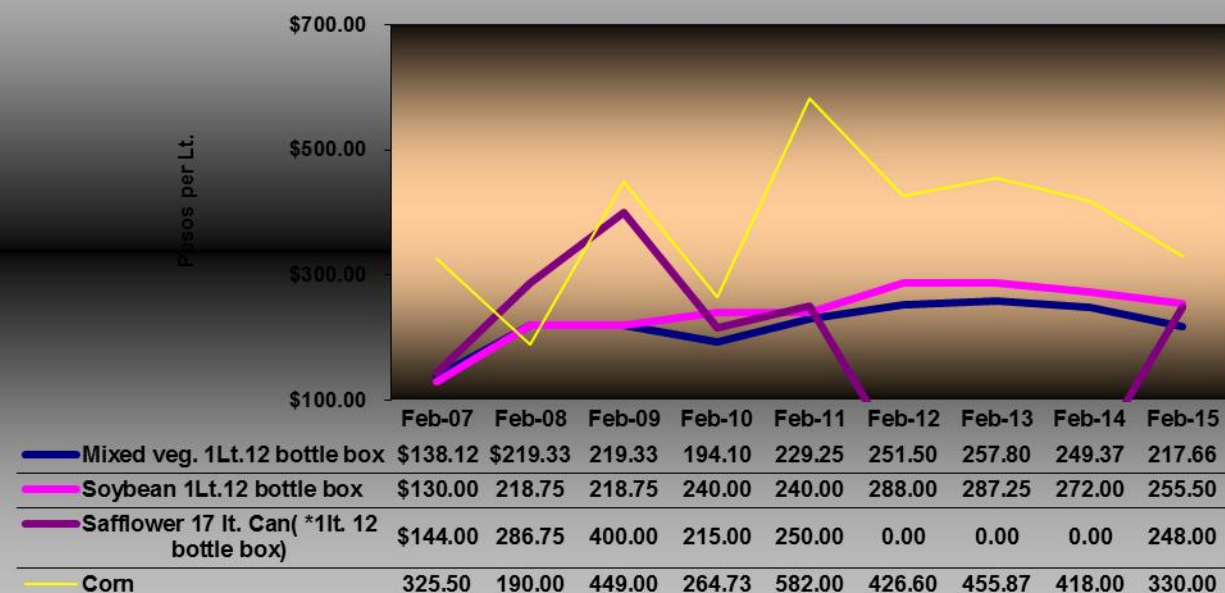 $700.00
$500.00
$300.00
$100.00
Pesos per Lt.
Feb-07 Feb-08 Feb-09 Feb-10 Feb-11 Feb-12 Feb-13 Feb-14 Feb-15
Mixed veg. 1Lt.12 bottle box $138.12 $219.33 219.33 194.10 229.25 251.50 257.80 249.37 217.66
Soybean 1Lt.12 bottle box $130.00 218.75 218.75 240.00 240.00 288.00 287.25 272.00 255.50
Safflower 17 lt. Can( *1lt. 12
bottle box) $144.00 286.75 400.00 215.00 250.00 0.00 0.00 0.00 248.00
Corn 325.50 190.00 449.00 264.73 582.00 426.60 455.87 418.00 330.00